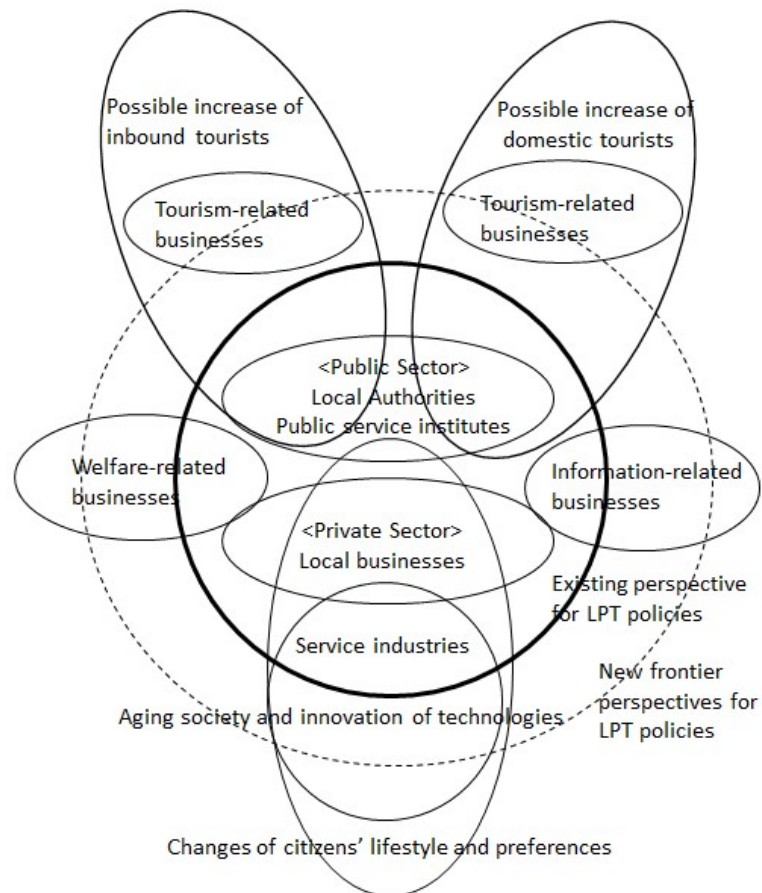 Possible increase of
inbound tourists
Possible increase of
domestic tourists
Tourism-related
businesses
Tourism-related
businesses
<Public Sector>
Local Authorities
Public service institutes
Welfare-related
businesses
Information-related
businesses
<Private Sector>
Local businesses
Existing perspective
for LPT policies
Service industries
New frontier
perspectives for
LPT policies
Aging society and innovation of technologies
Changes of citizens’ lifestyle and preferences